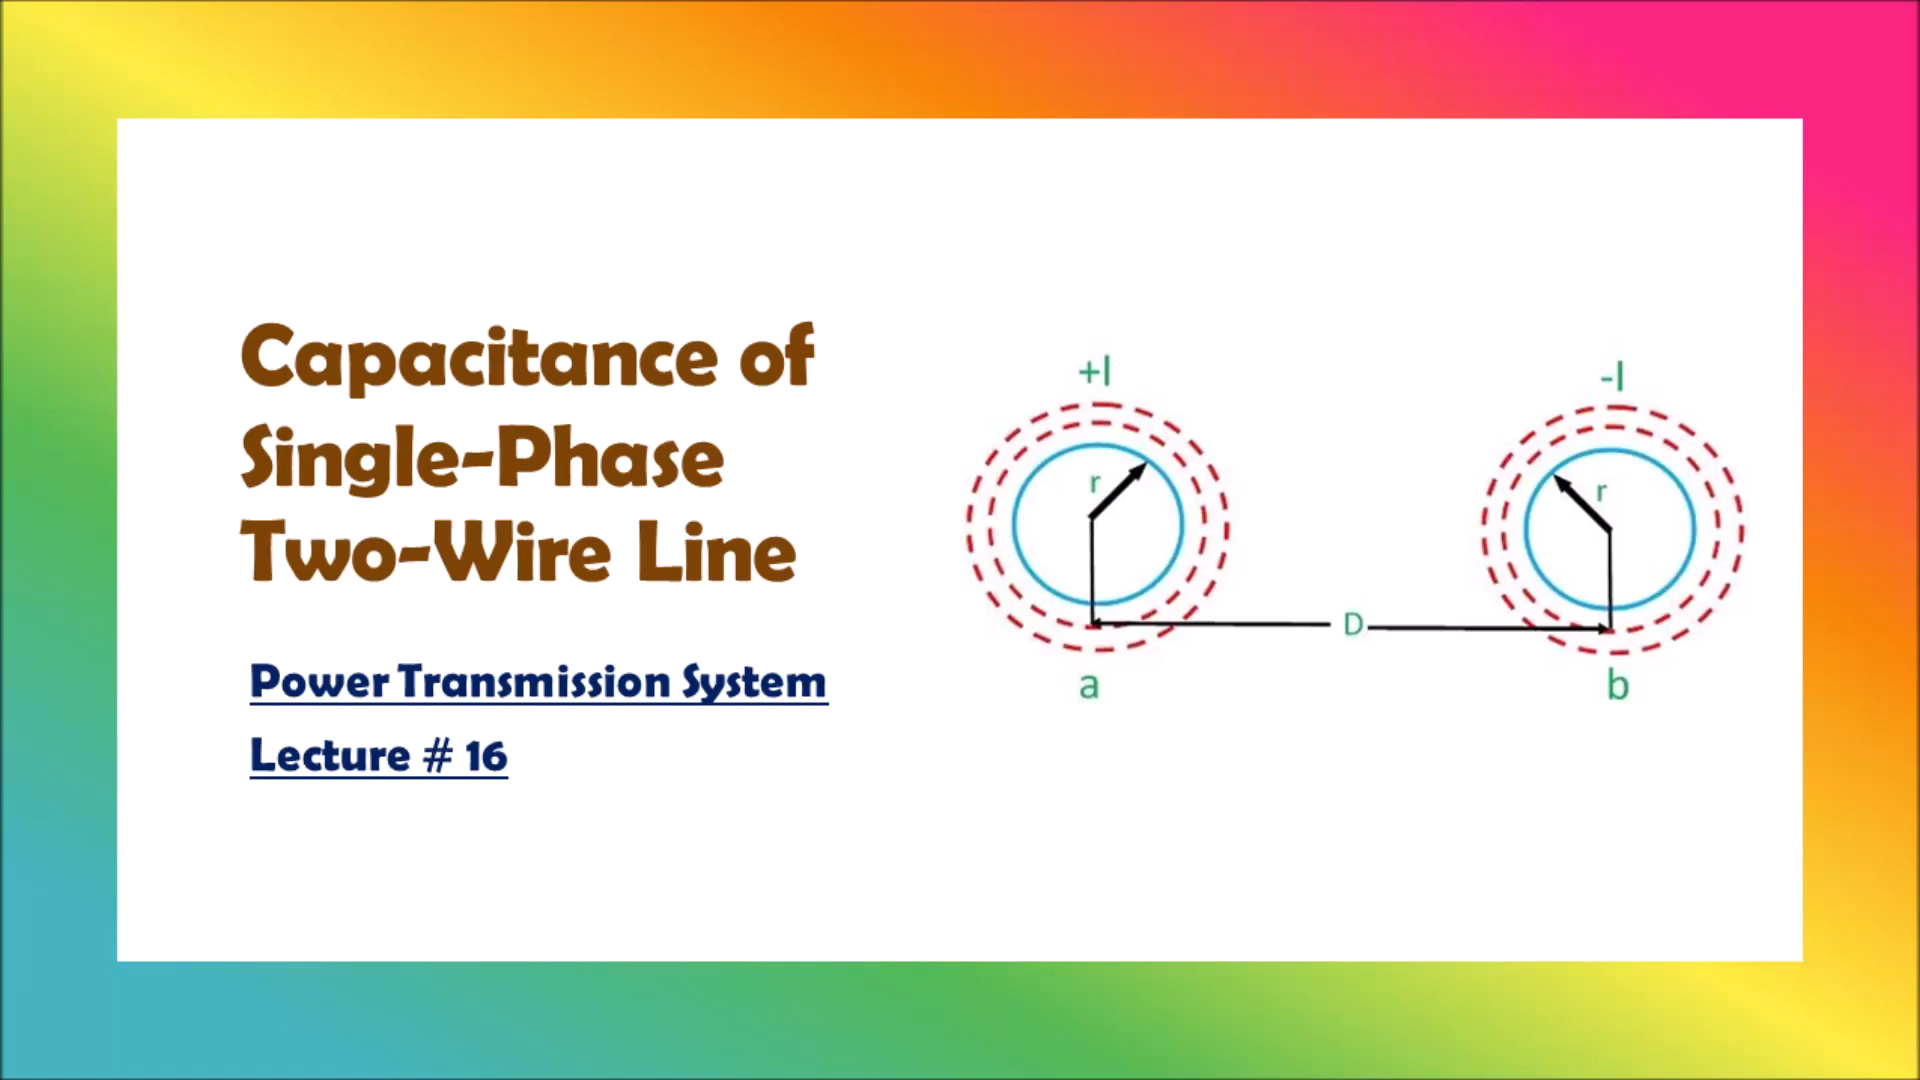 Capacitance of
Single-Phase
Two-Wire Line
Power Transmission System
Lecture # 16
+I
-I
r
r
D
a
b